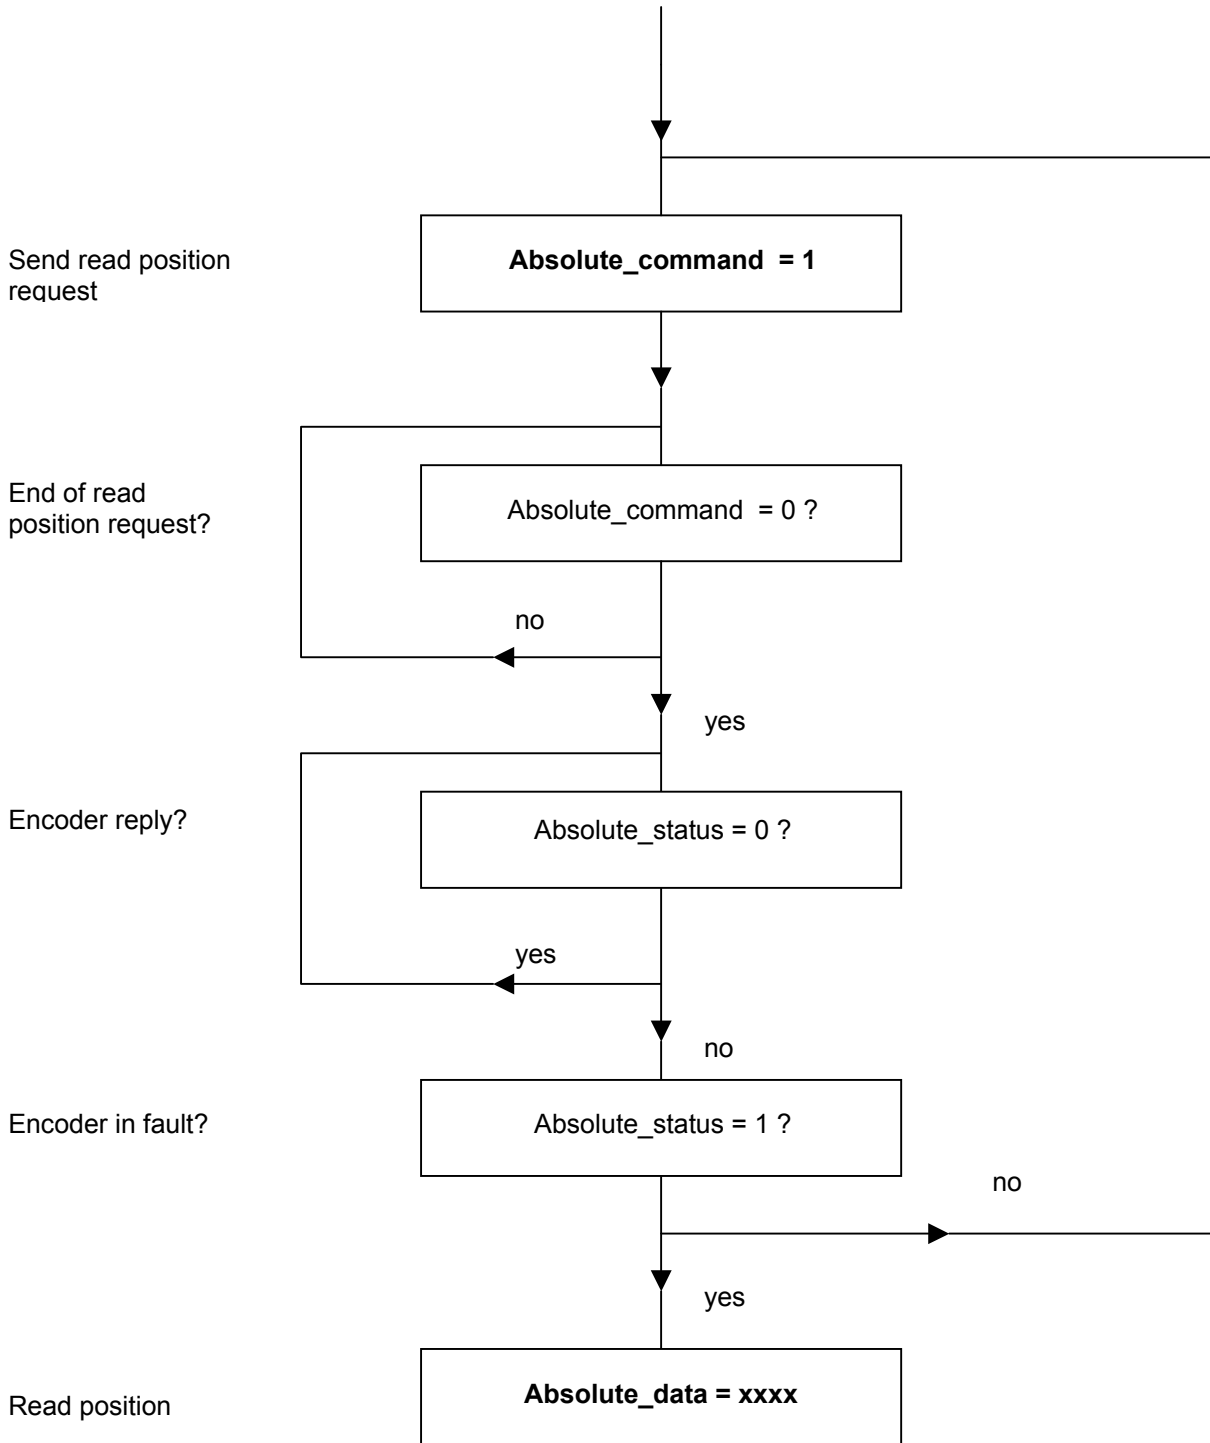 Send read position
request
Absolute_command = 1
End of read
position request?
Absolute_command = 0 ?
no
yes
Encoder reply?
Absolute_status = 0 ?
yes
no
Encoder in fault?
Absolute_status = 1 ?
no
yes
Read position
Absolute_data = xxxx